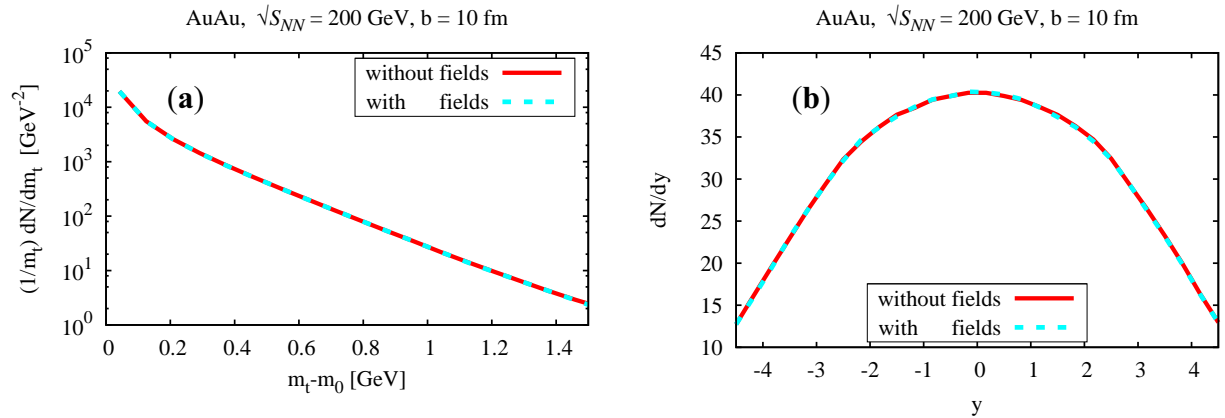 AuAu, √S_NN = 200 GeV, b = 10 fm
(a)
without fields
with fields
(1/m_t) dN/dm_t [GeV^-2]
10^5
10^4
10^3
10^2
10^1
10^0
0 0.2 0.4 0.6 0.8 1 1.2 1.4
m_t-m_0 [GeV]
AuAu, √S_NN = 200 GeV, b = 10 fm
(b)
dN/dy
45
40
35
30
25
20
15
10
without fields
with fields
-4 -3 -2 -1 0 1 2 3 4
y